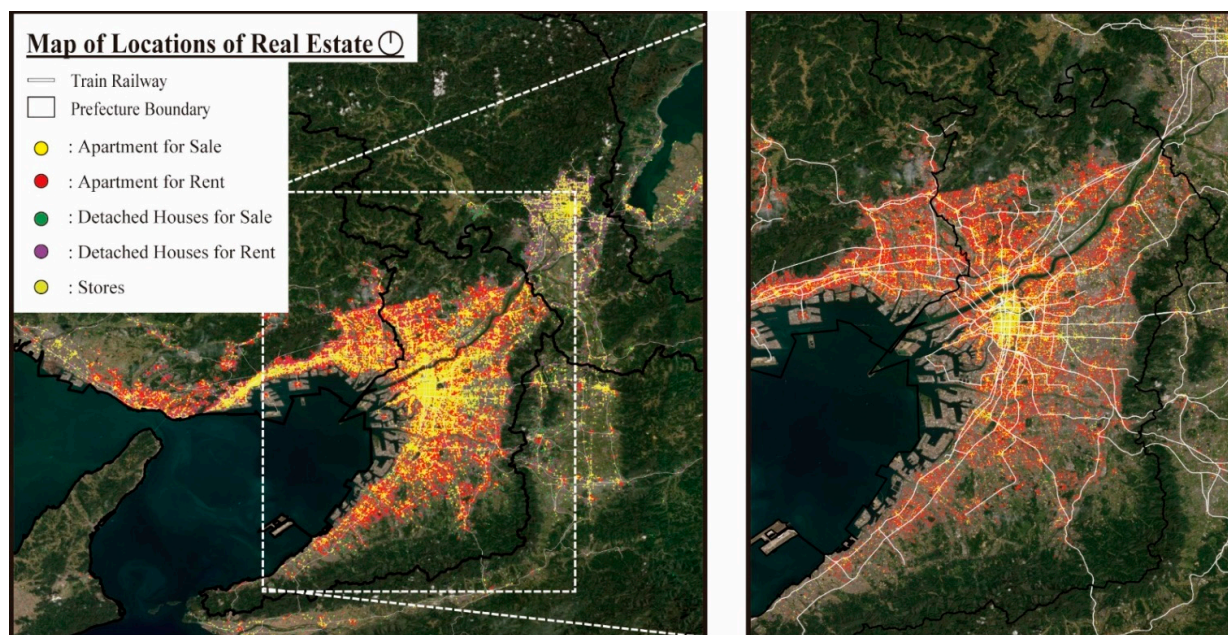 Map of Locations of Real Estate
Train Railway
Prefecture Boundary
: Apartment for Sale
: Apartment for Rent
: Detached Houses for Sale
: Detached Houses for Rent
: Stores